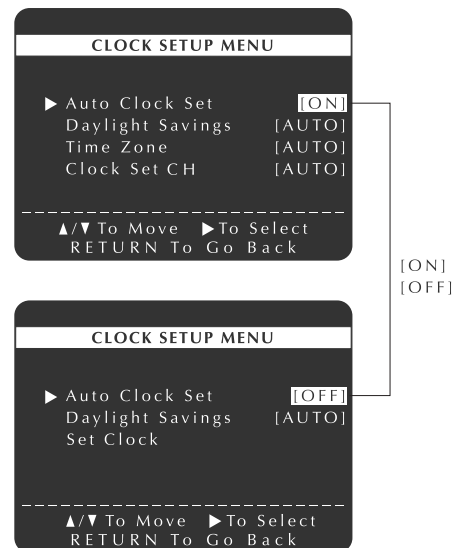 CLOCK SETUP MENU
▶ Auto Clock Set [ON]
Daylight Savings [AUTO]
Time Zone [AUTO]
Clock Set CH [AUTO]
▲/▼ To Move ▶To Select
RETURN To Go Back
[ON]
[OFF]
CLOCK SETUP MENU
▶ Auto Clock Set [OFF]
Daylight Savings [AUTO]
Set Clock
▲/▼ To Move ▶To Select
RETURN To Go Back